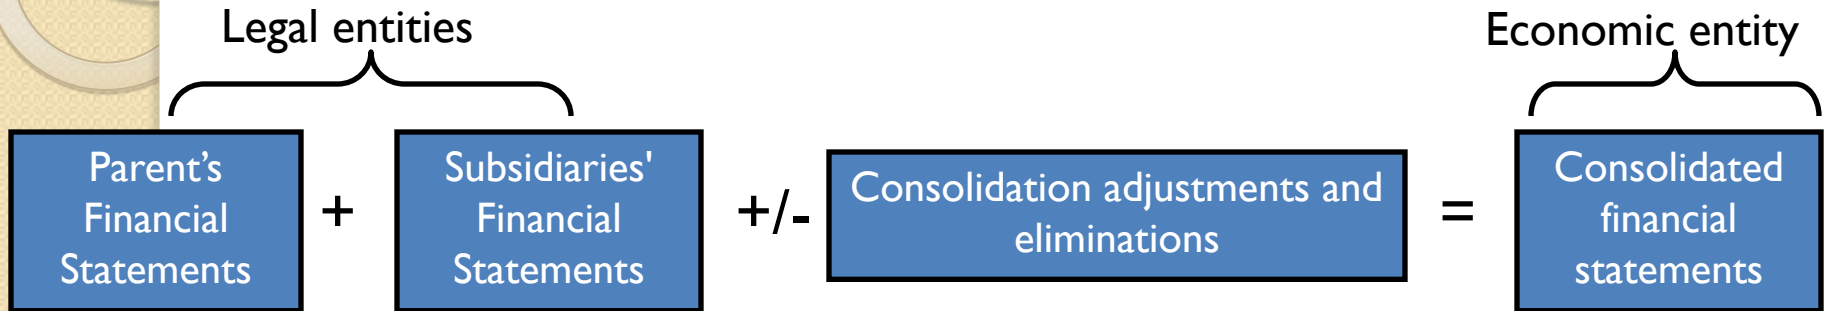 Legal entities
Economic entity
Parent's
Financial
Statements
+
Subsidiaries'
Financial
Statements
+/-
Consolidation adjustments and
eliminations
=
Consolidated
financial
statements